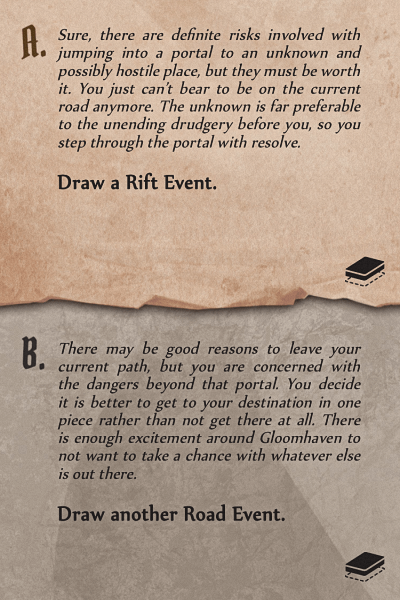 A. Sure, there are definite risks involved with
jumping into a portal to an unknown and
possibly hostile place, but they must be worth
it. You just can't bear to be on the current
road anymore. The unknown is far preferable
to the unending drudgery before you, so you
step through the portal with resolve.
Draw a Rift Event.
B. There may be good reasons to leave your
current path, but you are concerned with
the dangers beyond that portal. You decide
it is better to get to your destination in one
piece rather than not get there at all. There
is enough excitement around Gloomhaven to
not want to take a chance with whatever else
is out there.
Draw another Road Event.